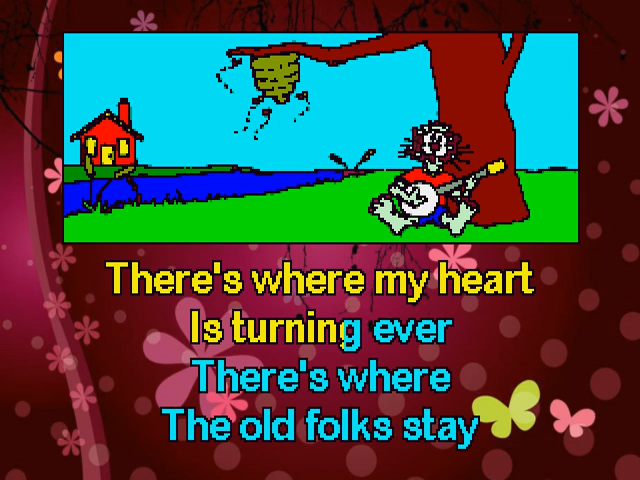 There's where my heart
Is turning ever
There's where
The old folks stay